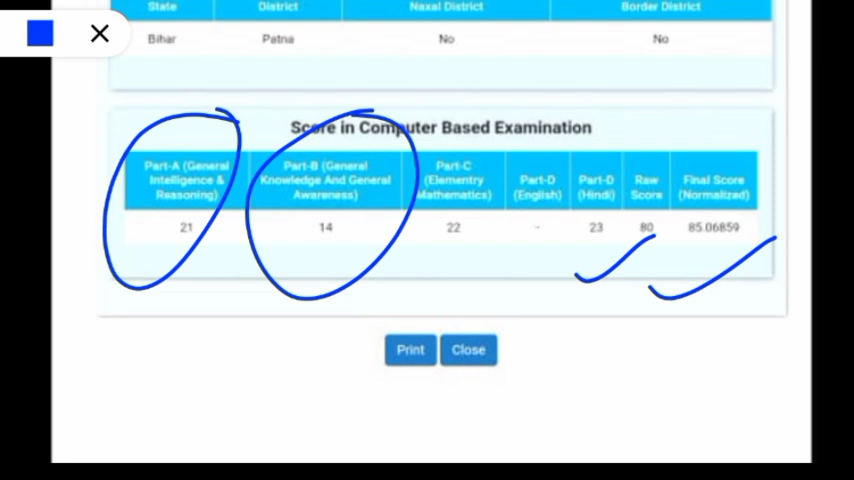 State District Naxal District Border District
Bihar Patna No No
Score in Computer Based Examination
Part-A (General Intelligence & Reasoning) Part-B (General Knowledge And General Awareness) Part-C (Elementry Mathematics) Part-D (English) Part-D (Hindi) Raw Score Final Score (Normalized)
21 14 22 - 23 80 85.06859
Print Close